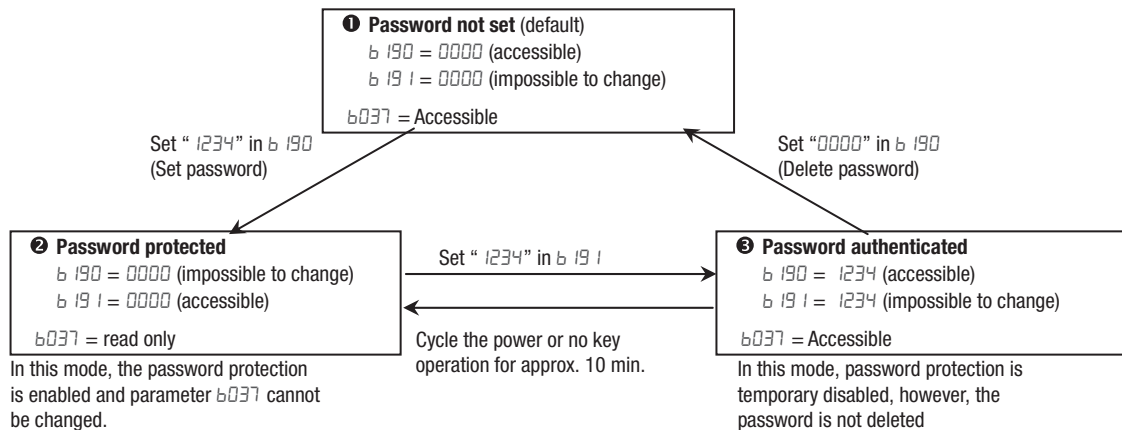 ❶ Password not set (default)
b 190 = 0000 (accessible)
b 191 = 0000 (impossible to change)
b037 = Accessible
Set “ 1234” in b 190
(Set password)
Set “0000” in b 190
(Delete password)
❷ Password protected
b 190 = 0000 (impossible to change)
b 191 = 0000 (accessible)
b037 = read only
Set “ 1234” in b 191
Cycle the power or no key
operation for approx. 10 min.
❸ Password authenticated
b 190 = 1234 (accessible)
b 191 = 1234 (impossible to change)
b037 = Accessible
In this mode, the password protection
is enabled and parameter b037 cannot
be changed.
In this mode, password protection is
temporary disabled, however, the
password is not deleted